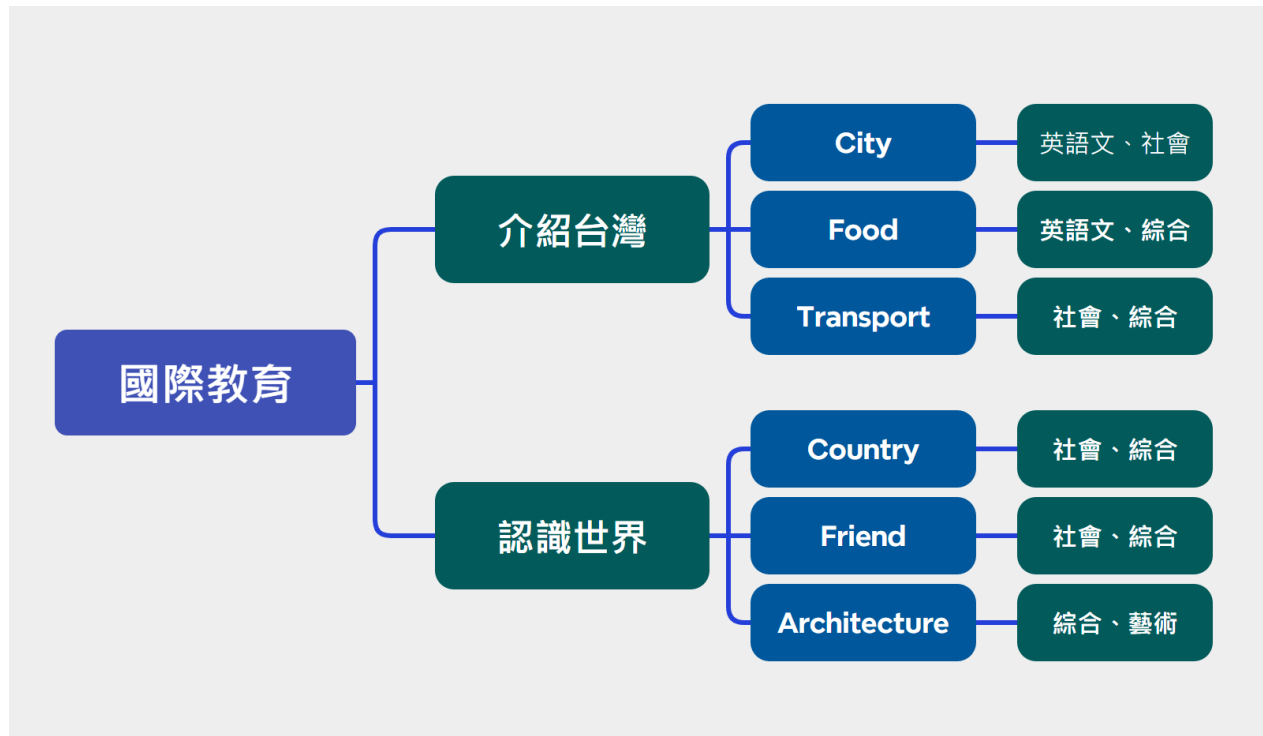 國際教育
介紹台灣
City
英語文、社會
Food
英語文、綜合
Transport
社會、綜合
認識世界
Country
社會、綜合
Friend
社會、綜合
Architecture
綜合、藝術